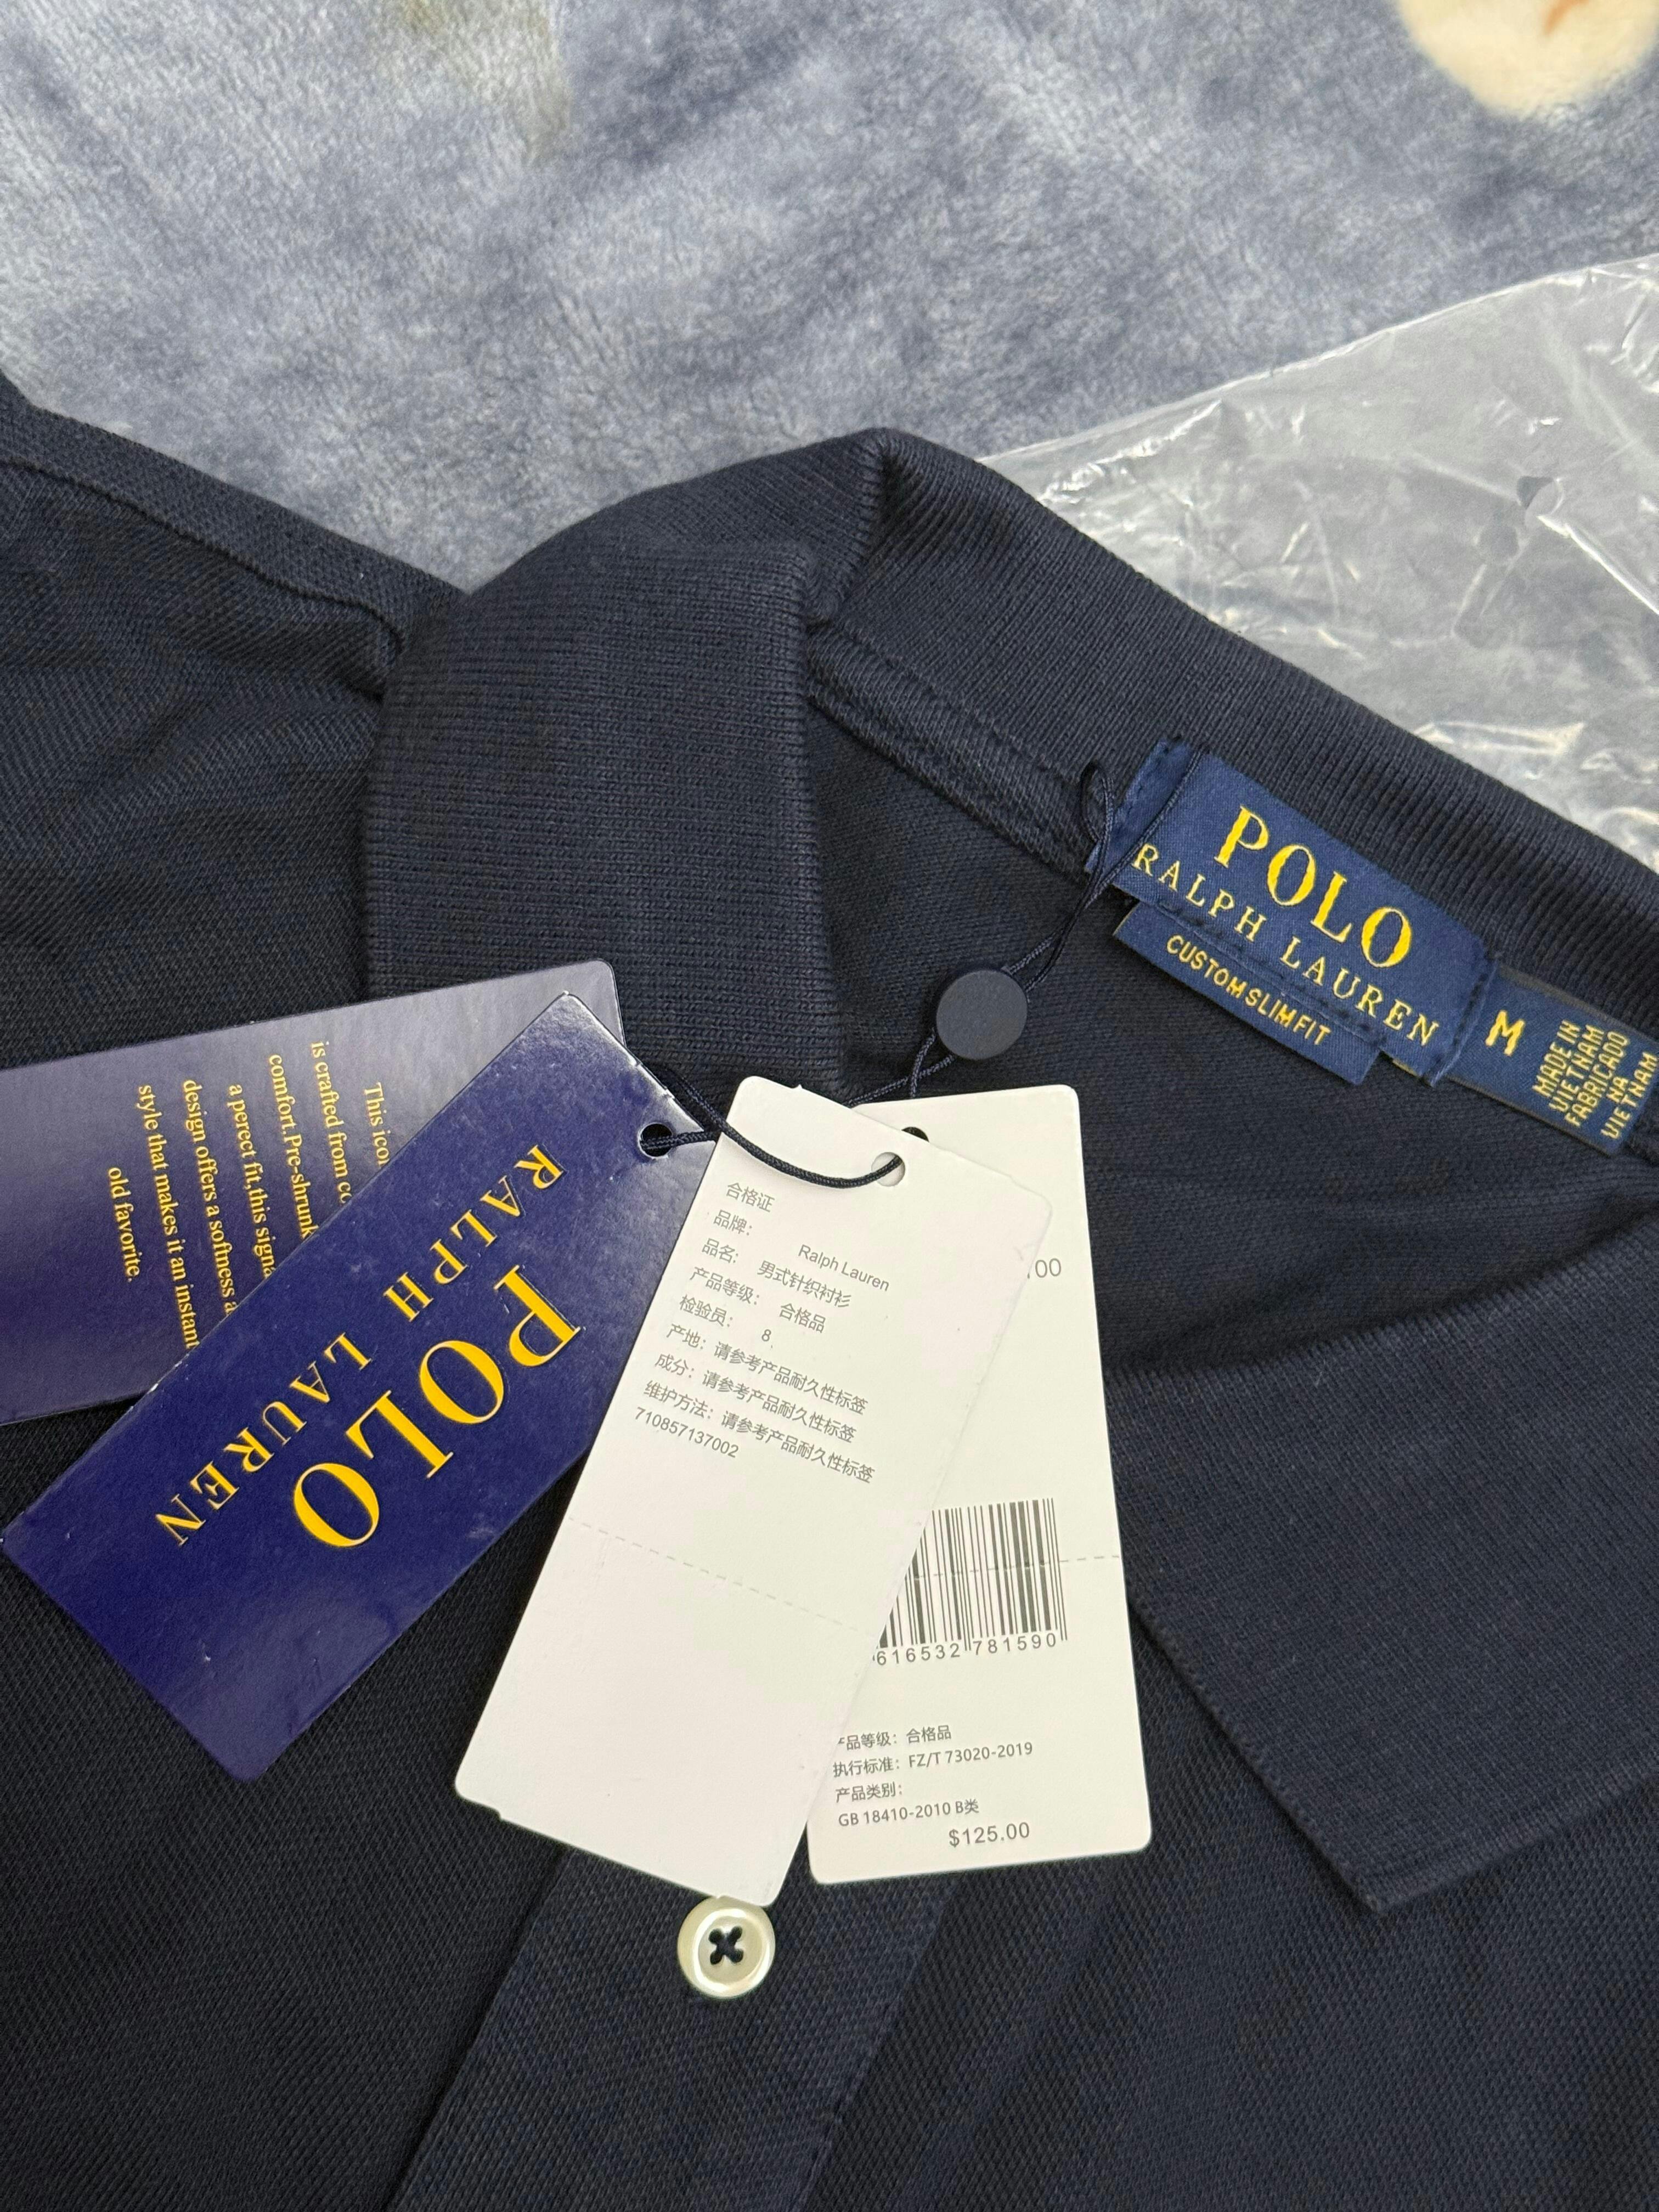 POLO
RALPH LAUREN
CUSTOM SLIM FIT
M
MADE IN
VIETNAM
FABRICADO
NA
VIETNAM
This
is crafted from
comfort.Pre-shrunk
a perect fit,this
design offers a softness
style that makes it an instant
old favorite.
POLO
RALPH LAUREN
合格证
品牌: Ralph Lauren
品名: 男式针织衬衫
产品等级: 合格品
检验员: 8
产地: 请参考产品耐久性标签
成分: 请参考产品耐久性标签
维护方法: 请参考产品耐久性标签
710857137002
00
616532 781590
产品等级: 合格品
执行标准: FZ/T 73020-2019
产品类别:
GB 18410-2010 B类
$125.00